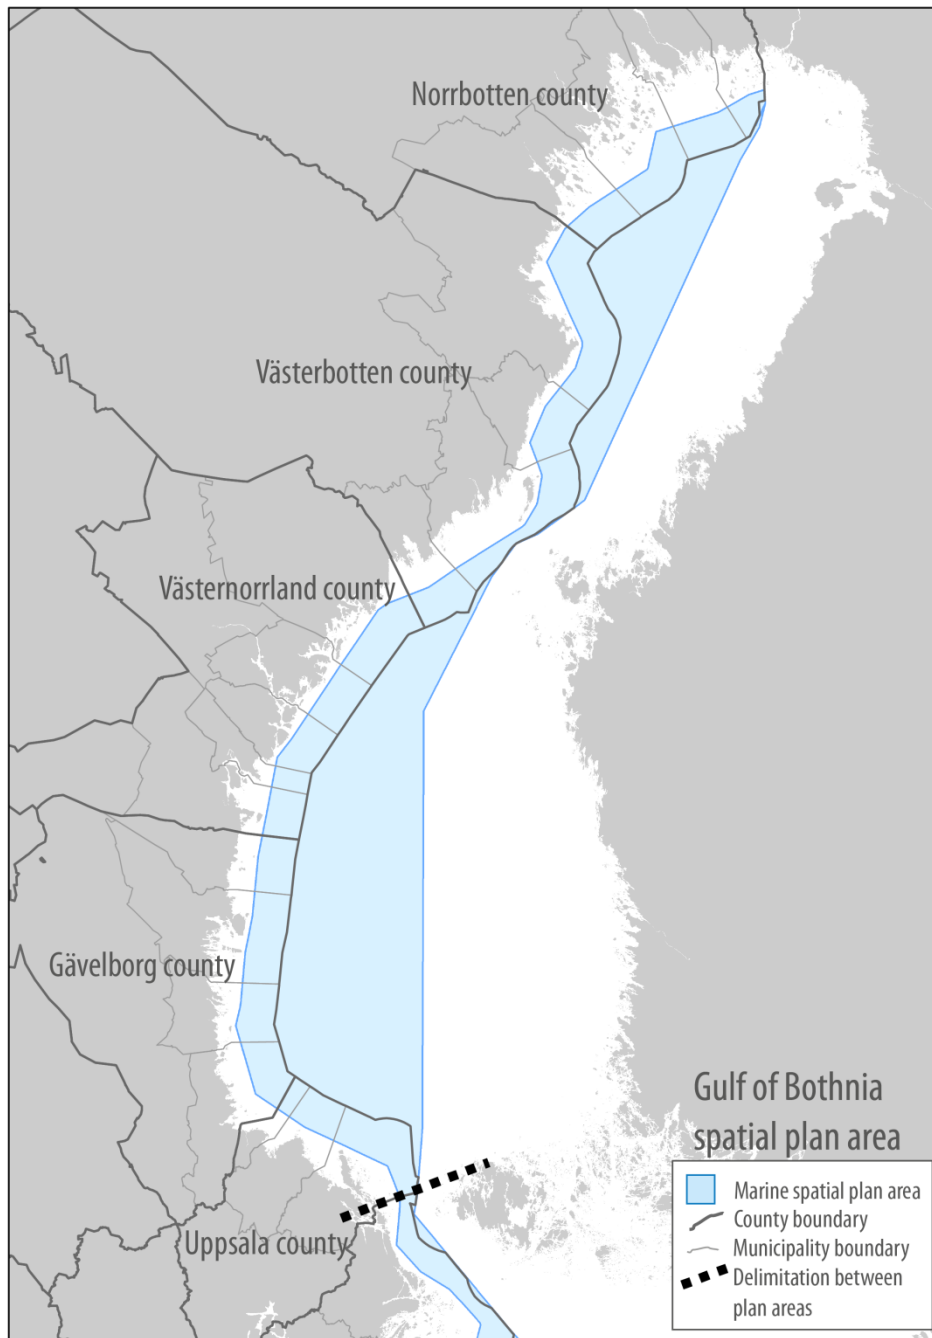 Norrbotten county
Västerbotten county
Västernorrland county
Gävelborg county
Uppsala county
Gulf of Bothnia
spatial plan area
Marine spatial plan area
County boundary
Municipality boundary
Delimitation between
plan areas